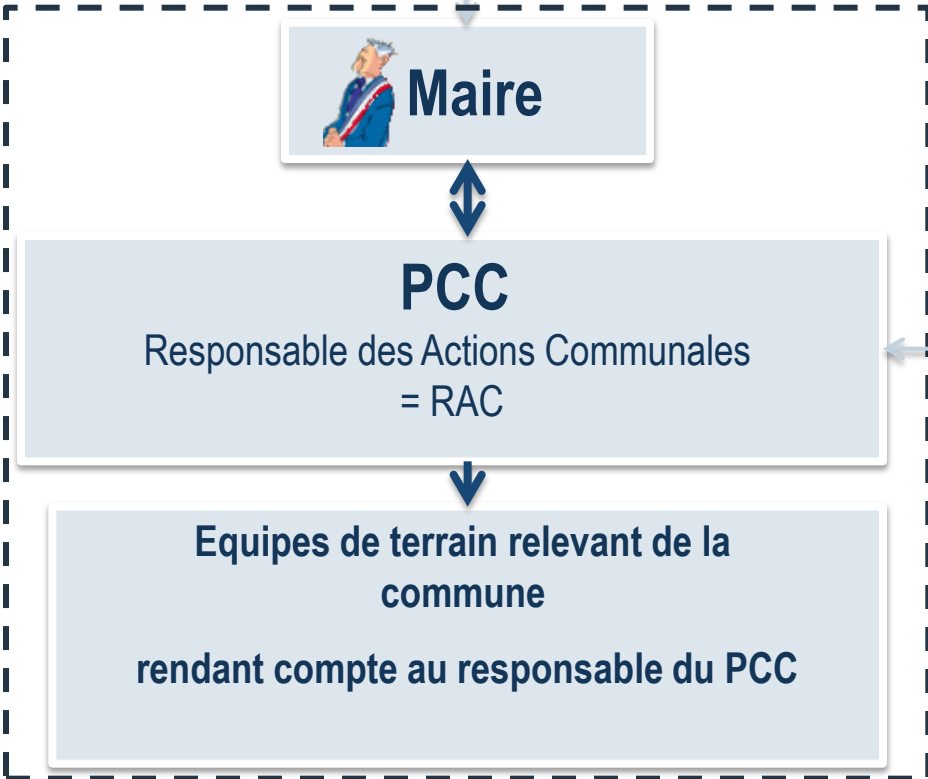 Maire
PCC
Responsable des Actions Communales
= RAC
Equipes de terrain relevant de la
commune
rendant compte au responsable du PCC